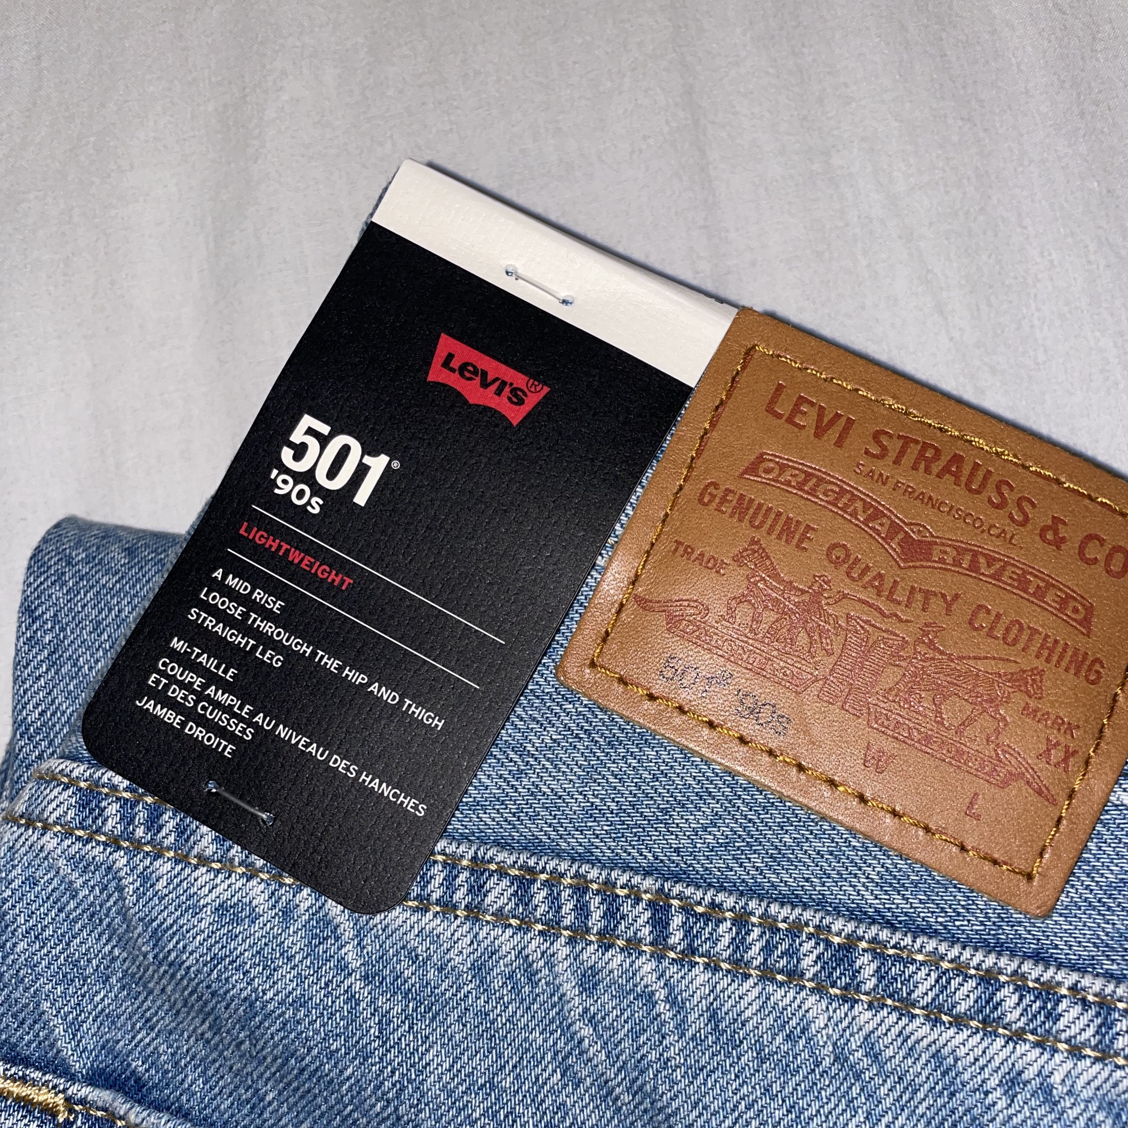 Levi's®
501®
'90s
LIGHTWEIGHT
A MID RISE
LOOSE THROUGH THE HIP AND THIGH
STRAIGHT LEG
MI-TAILLE
COUPE AMPLE AU NIVEAU DES HANCHES
ET DES CUISSES
JAMBE DROITE
LEVI STRAUSS & CO
SAN FRANCISCO, CAL.
ORIGINAL RIVETED
GENUINE QUALITY CLOTHING
TRADE MARK
XX
501® '90s
W L